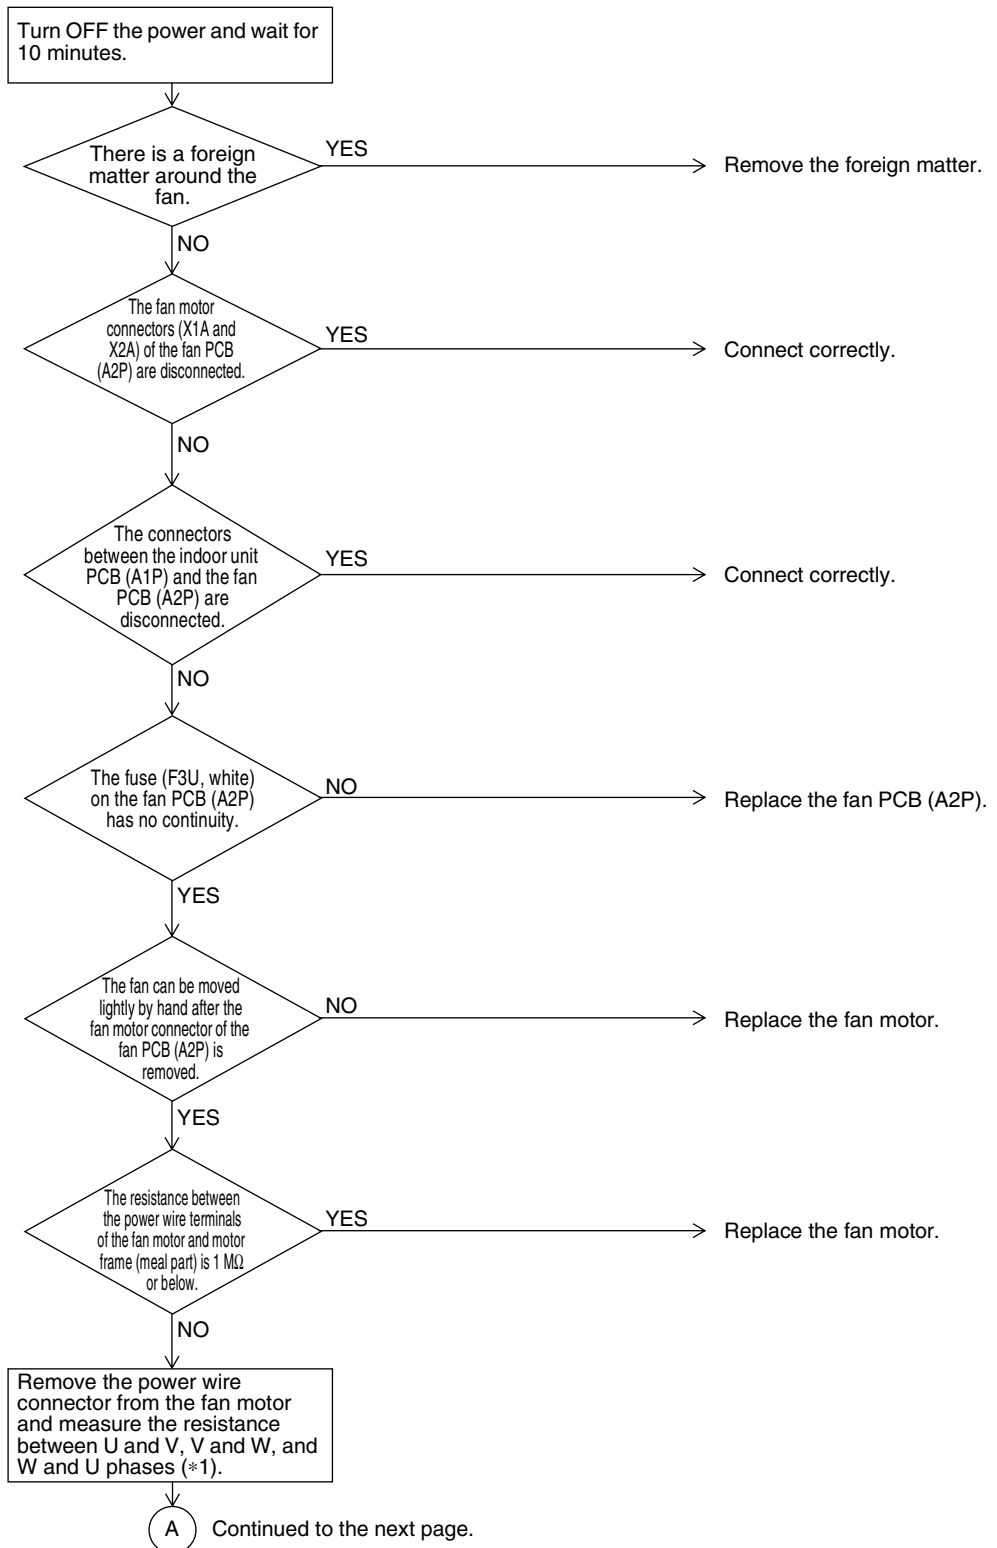 Turn OFF the power and wait for
10 minutes.
There is a foreign
matter around the
fan.
YES
Remove the foreign matter.
NO
The fan motor
connectors (X1A and
X2A) of the fan PCB
(A2P) are disconnected.
YES
Connect correctly.
NO
The connectors
between the indoor unit
PCB (A1P) and the fan
PCB (A2P) are
disconnected.
YES
Connect correctly.
NO
The fuse (F3U, white)
on the fan PCB (A2P)
has no continuity.
NO
Replace the fan PCB (A2P).
YES
The fan can be moved
lightly by hand after the
fan motor connector of the
fan PCB (A2P) is
removed.
NO
Replace the fan motor.
YES
The resistance between
the power wire terminals
of the fan motor and motor
frame (meal part) is 1 MΩ
or below.
YES
Replace the fan motor.
NO
Remove the power wire
connector from the fan motor
and measure the resistance
between U and V, V and W, and
W and U phases (*1).
A
Continued to the next page.